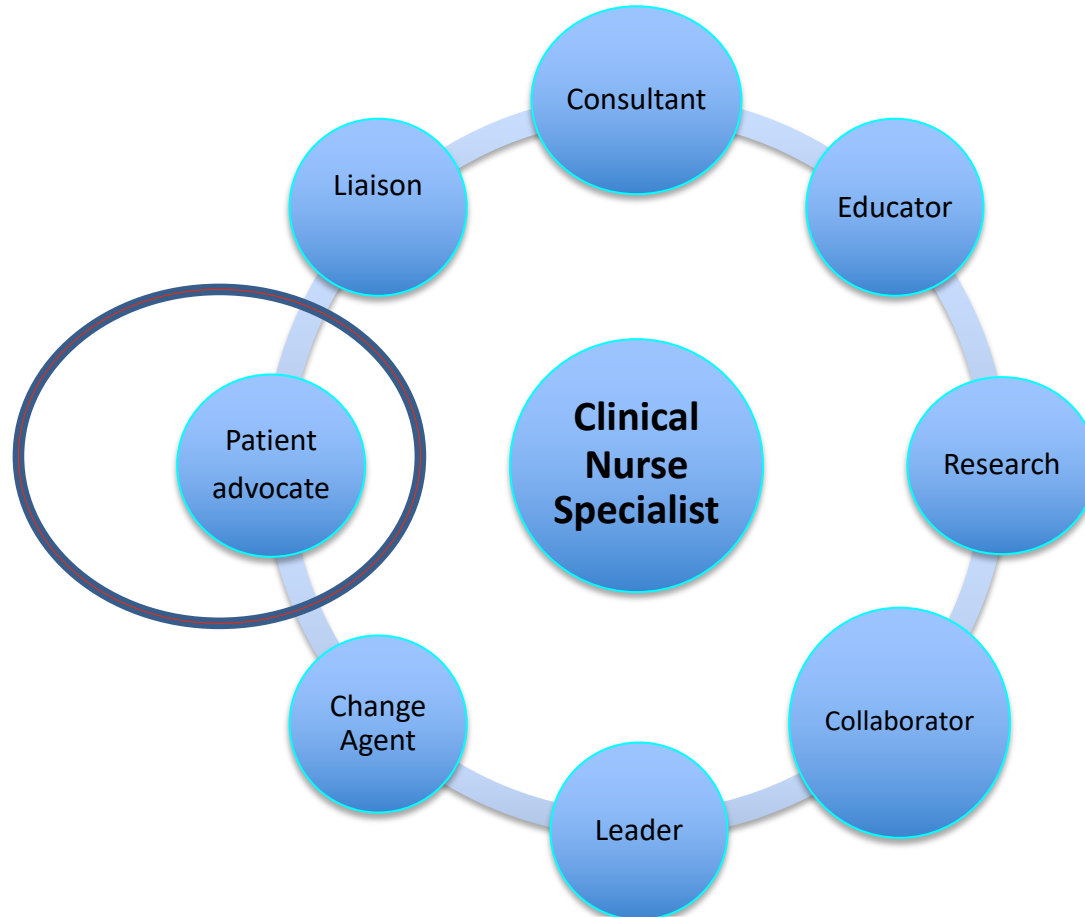 Consultant
Liaison
Educator
Patient
advocate
Clinical
Nurse
Specialist
Research
Change
Agent
Collaborator
Leader